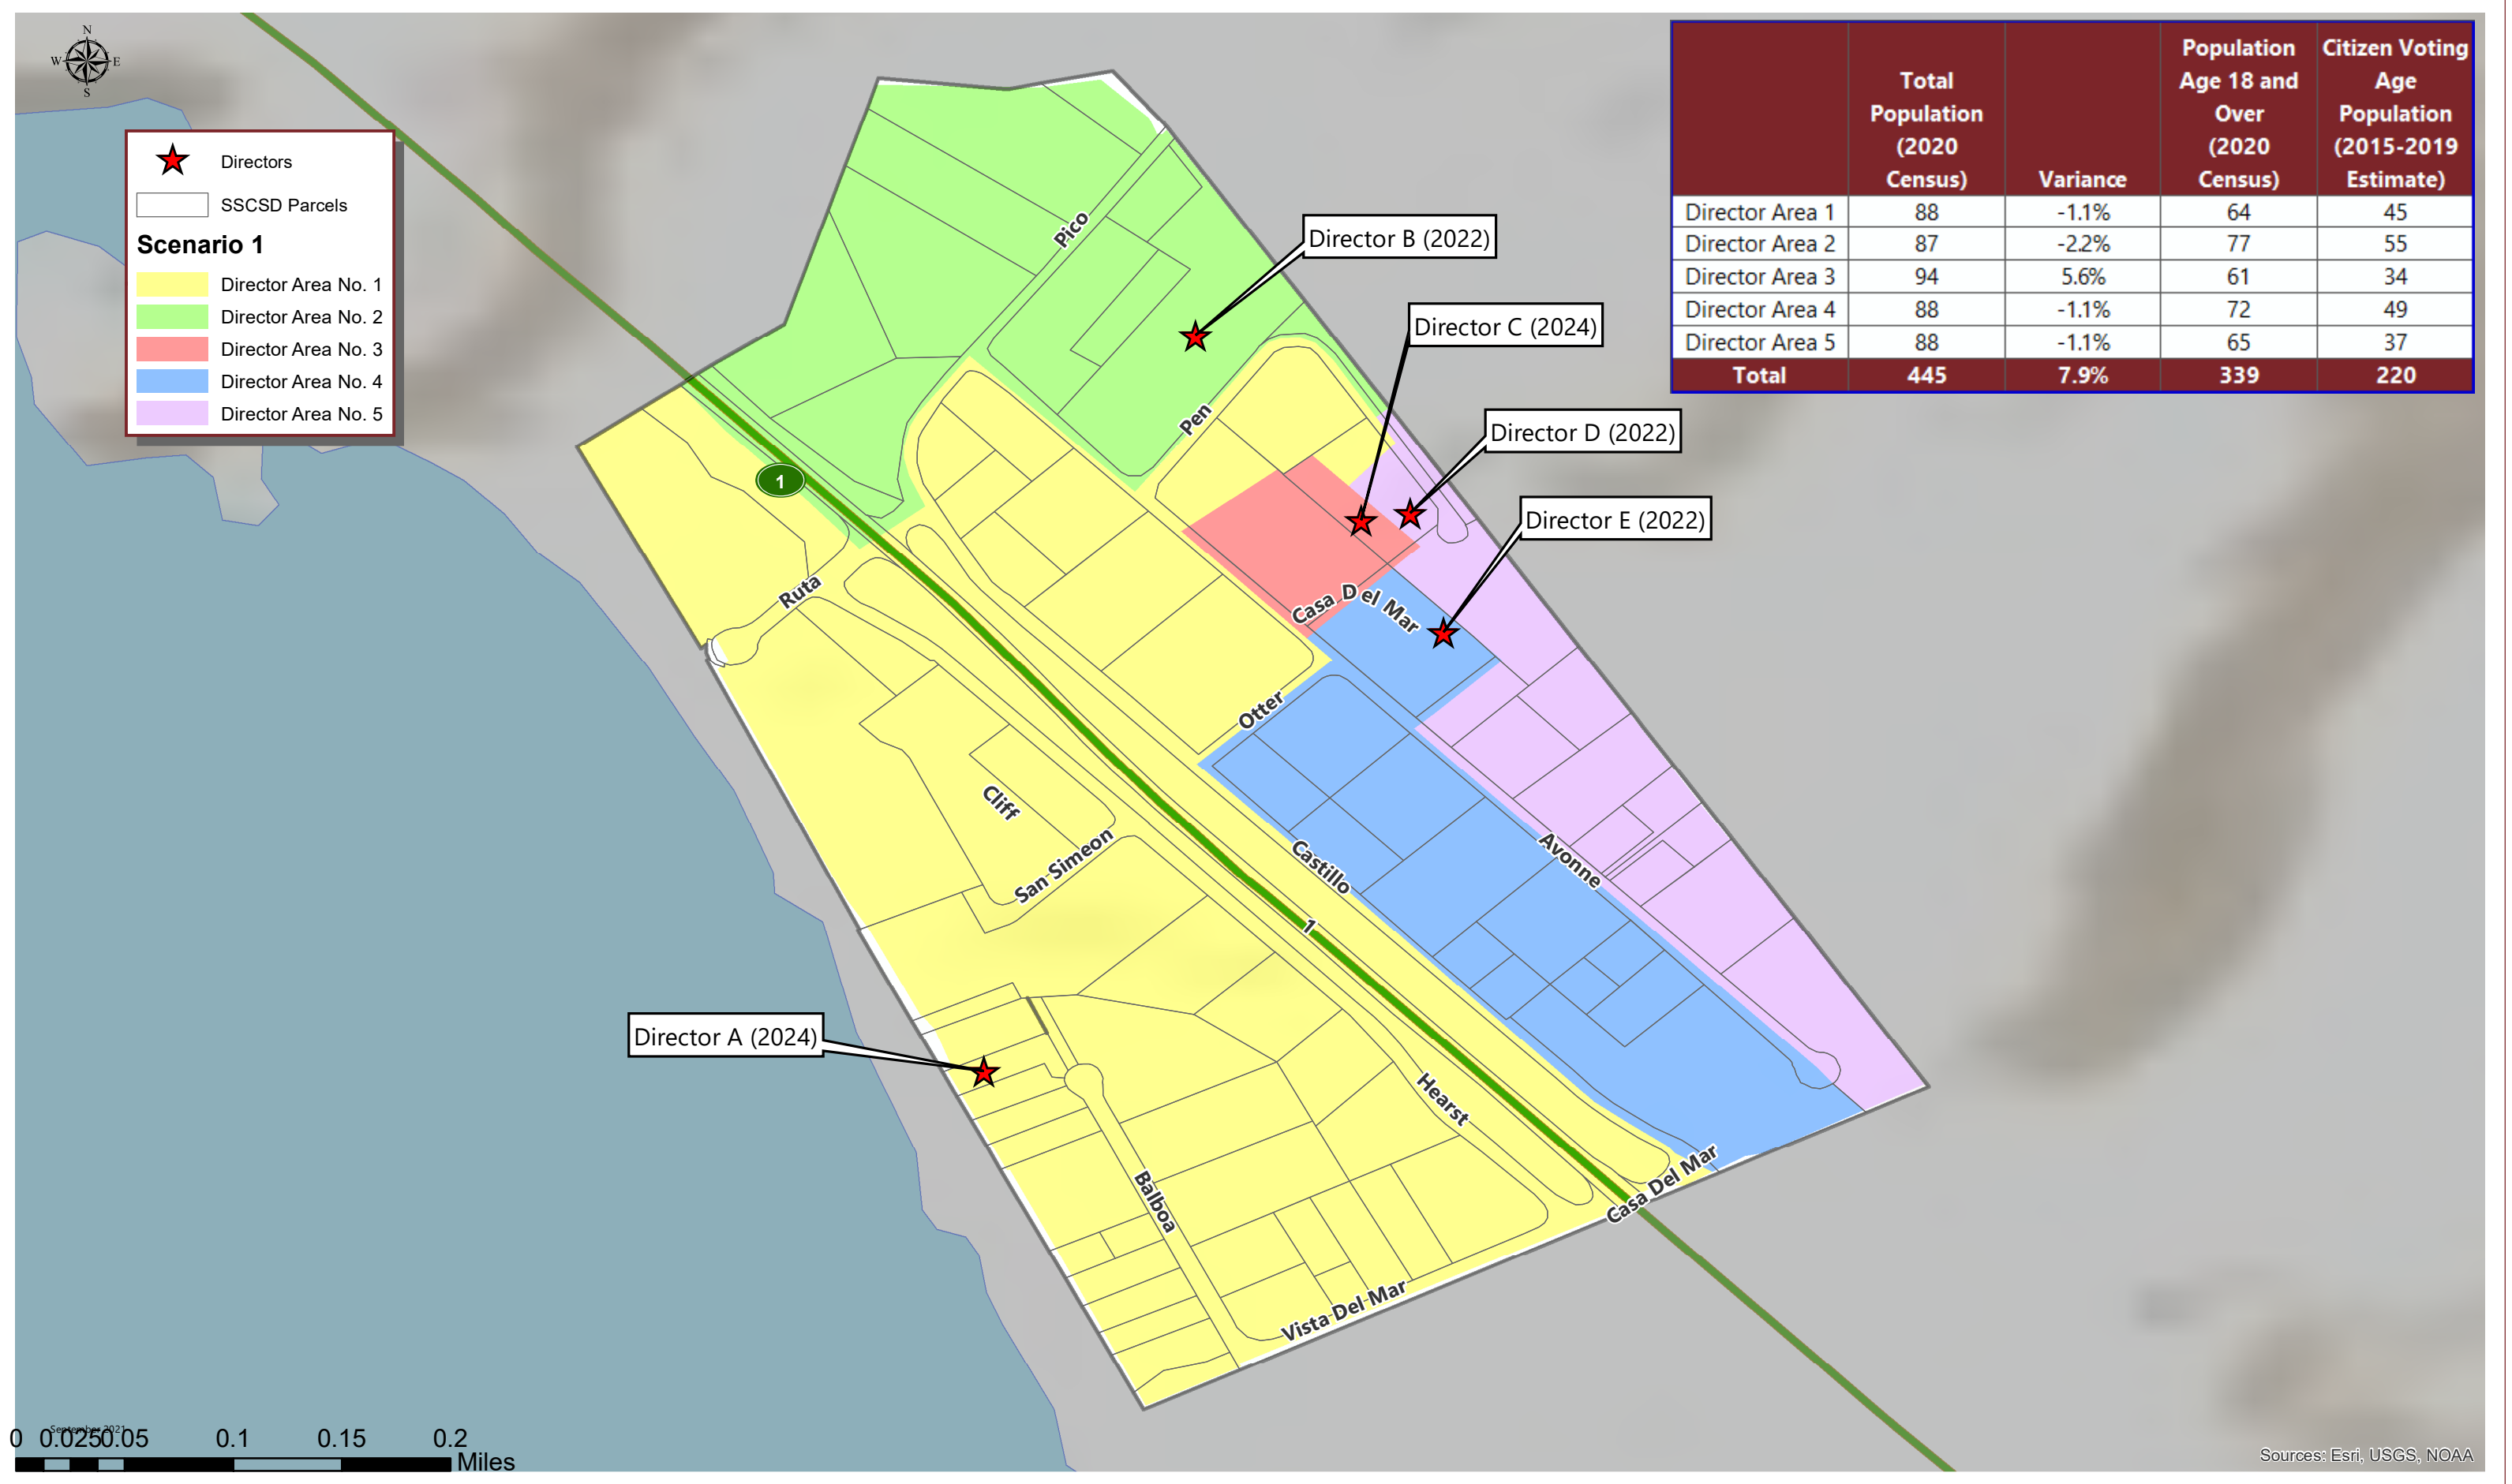 N
W E
S
Directors
SSCSD Parcels
Scenario 1
Director Area No. 1
Director Area No. 2
Director Area No. 3
Director Area No. 4
Director Area No. 5
Total Population (2020 Census) Variance Population Age 18 and Over (2020 Census) Citizen Voting Age Population (2015-2019 Estimate)
Director Area 1 88 -1.1% 64 45
Director Area 2 87 -2.2% 77 55
Director Area 3 94 5.6% 61 34
Director Area 4 88 -1.1% 72 49
Director Area 5 88 -1.1% 65 37
Total 445 7.9% 339 220
Pico
Director B (2022)
Director C (2024)
Pen
Director D (2022)
1
Director E (2022)
Ruta
Casa Del Mar
Otter
Cliff
San Simeon
Castillo
Avonne
1
Director A (2024)
Hearst
Balboa
Casa Del Mar
Vista Del Mar
September 2021
0 0.025 0.05 0.1 0.15 0.2
Miles
Sources: Esri, USGS, NOAA